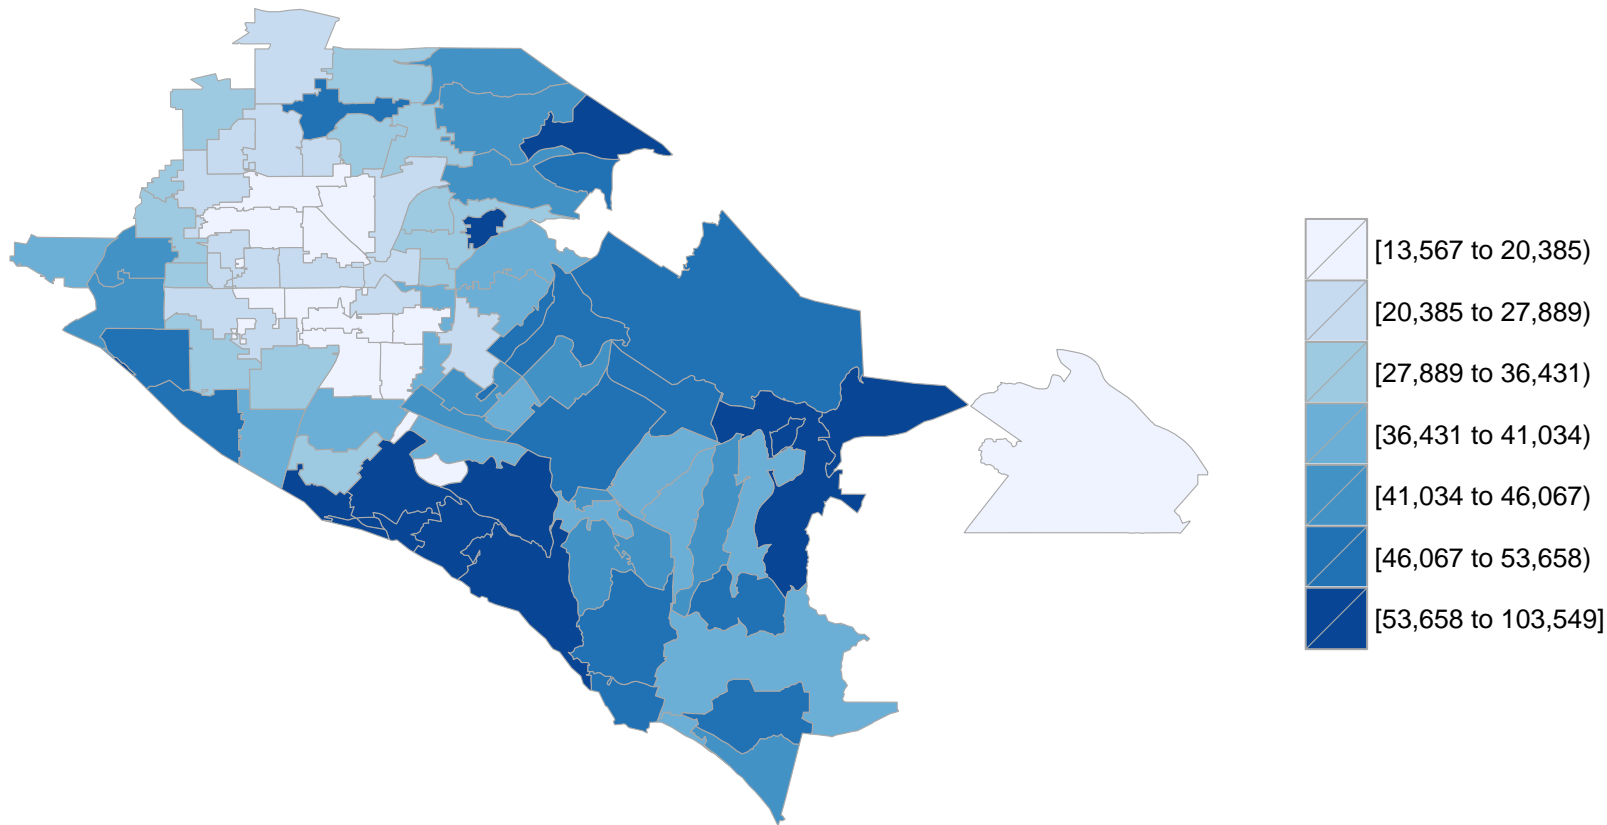 [13,567 to 20,385)
[20,385 to 27,889)
[27,889 to 36,431)
[36,431 to 41,034)
[41,034 to 46,067)
[46,067 to 53,658)
[53,658 to 103,549]